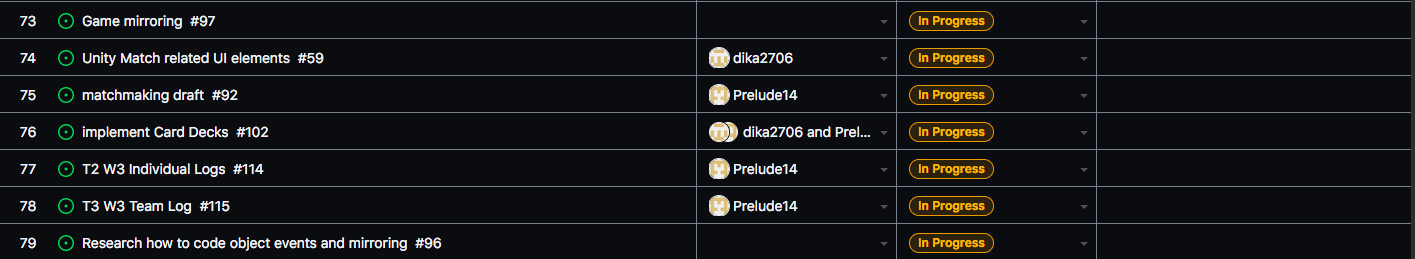 73 Game mirroring #97 In Progress
74 Unity Match related UI elements #59 dika2706 In Progress
75 matchmaking draft #92 Prelude14 In Progress
76 implement Card Decks #102 dika2706 and Prel... In Progress
77 T2 W3 Individual Logs #114 Prelude14 In Progress
78 T3 W3 Team Log #115 Prelude14 In Progress
79 Research how to code object events and mirroring #96 In Progress